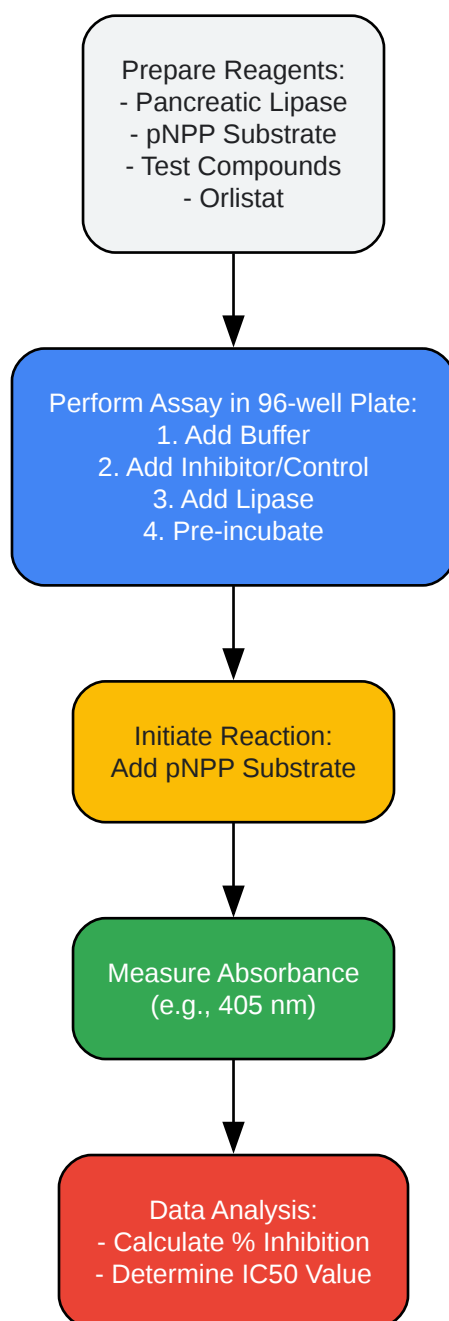 Prepare Reagents:
- Pancreatic Lipase
- pNPP Substrate
- Test Compounds
- Orlistat
Perform Assay in 96-well Plate:
1. Add Buffer
2. Add Inhibitor/Control
3. Add Lipase
4. Pre-incubate
Initiate Reaction:
Add pNPP Substrate
Measure Absorbance
(e.g., 405 nm)
Data Analysis:
- Calculate % Inhibition
- Determine IC50 Value